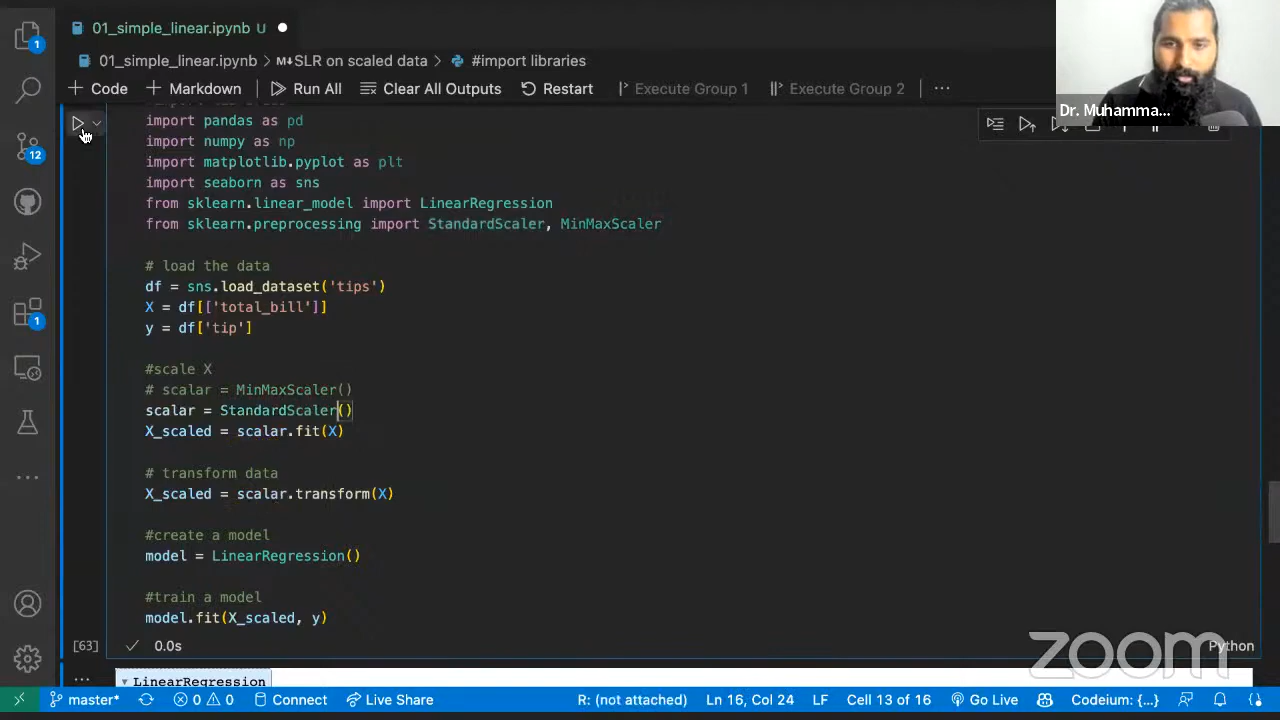 01_simple_linear.ipynb U
01_simple_linear.ipynb > M↓SLR on scaled data > #import libraries
+ Code + Markdown Run All Clear All Outputs Restart Execute Group 1 Execute Group 2 ...
Dr. Muhamma...
import pandas as pd
import numpy as np
import matplotlib.pyplot as plt
import seaborn as sns
from sklearn.linear_model import LinearRegression
from sklearn.preprocessing import StandardScaler, MinMaxScaler
# load the data
df = sns.load_dataset('tips')
X = df[['total_bill']]
y = df['tip']
#scale X
# scalar = MinMaxScaler()
scalar = StandardScaler()
X_scaled = scalar.fit(X)
# transform data
X_scaled = scalar.transform(X)
#create a model
model = LinearRegression()
#train a model
model.fit(X_scaled, y)
[63] 0.0s Python
zoom
LinearRegression
1
12
1
master* 0 0 Connect Live Share R: (not attached) Ln 16, Col 24 LF Cell 13 of 16 Go Live Codeium: {...}